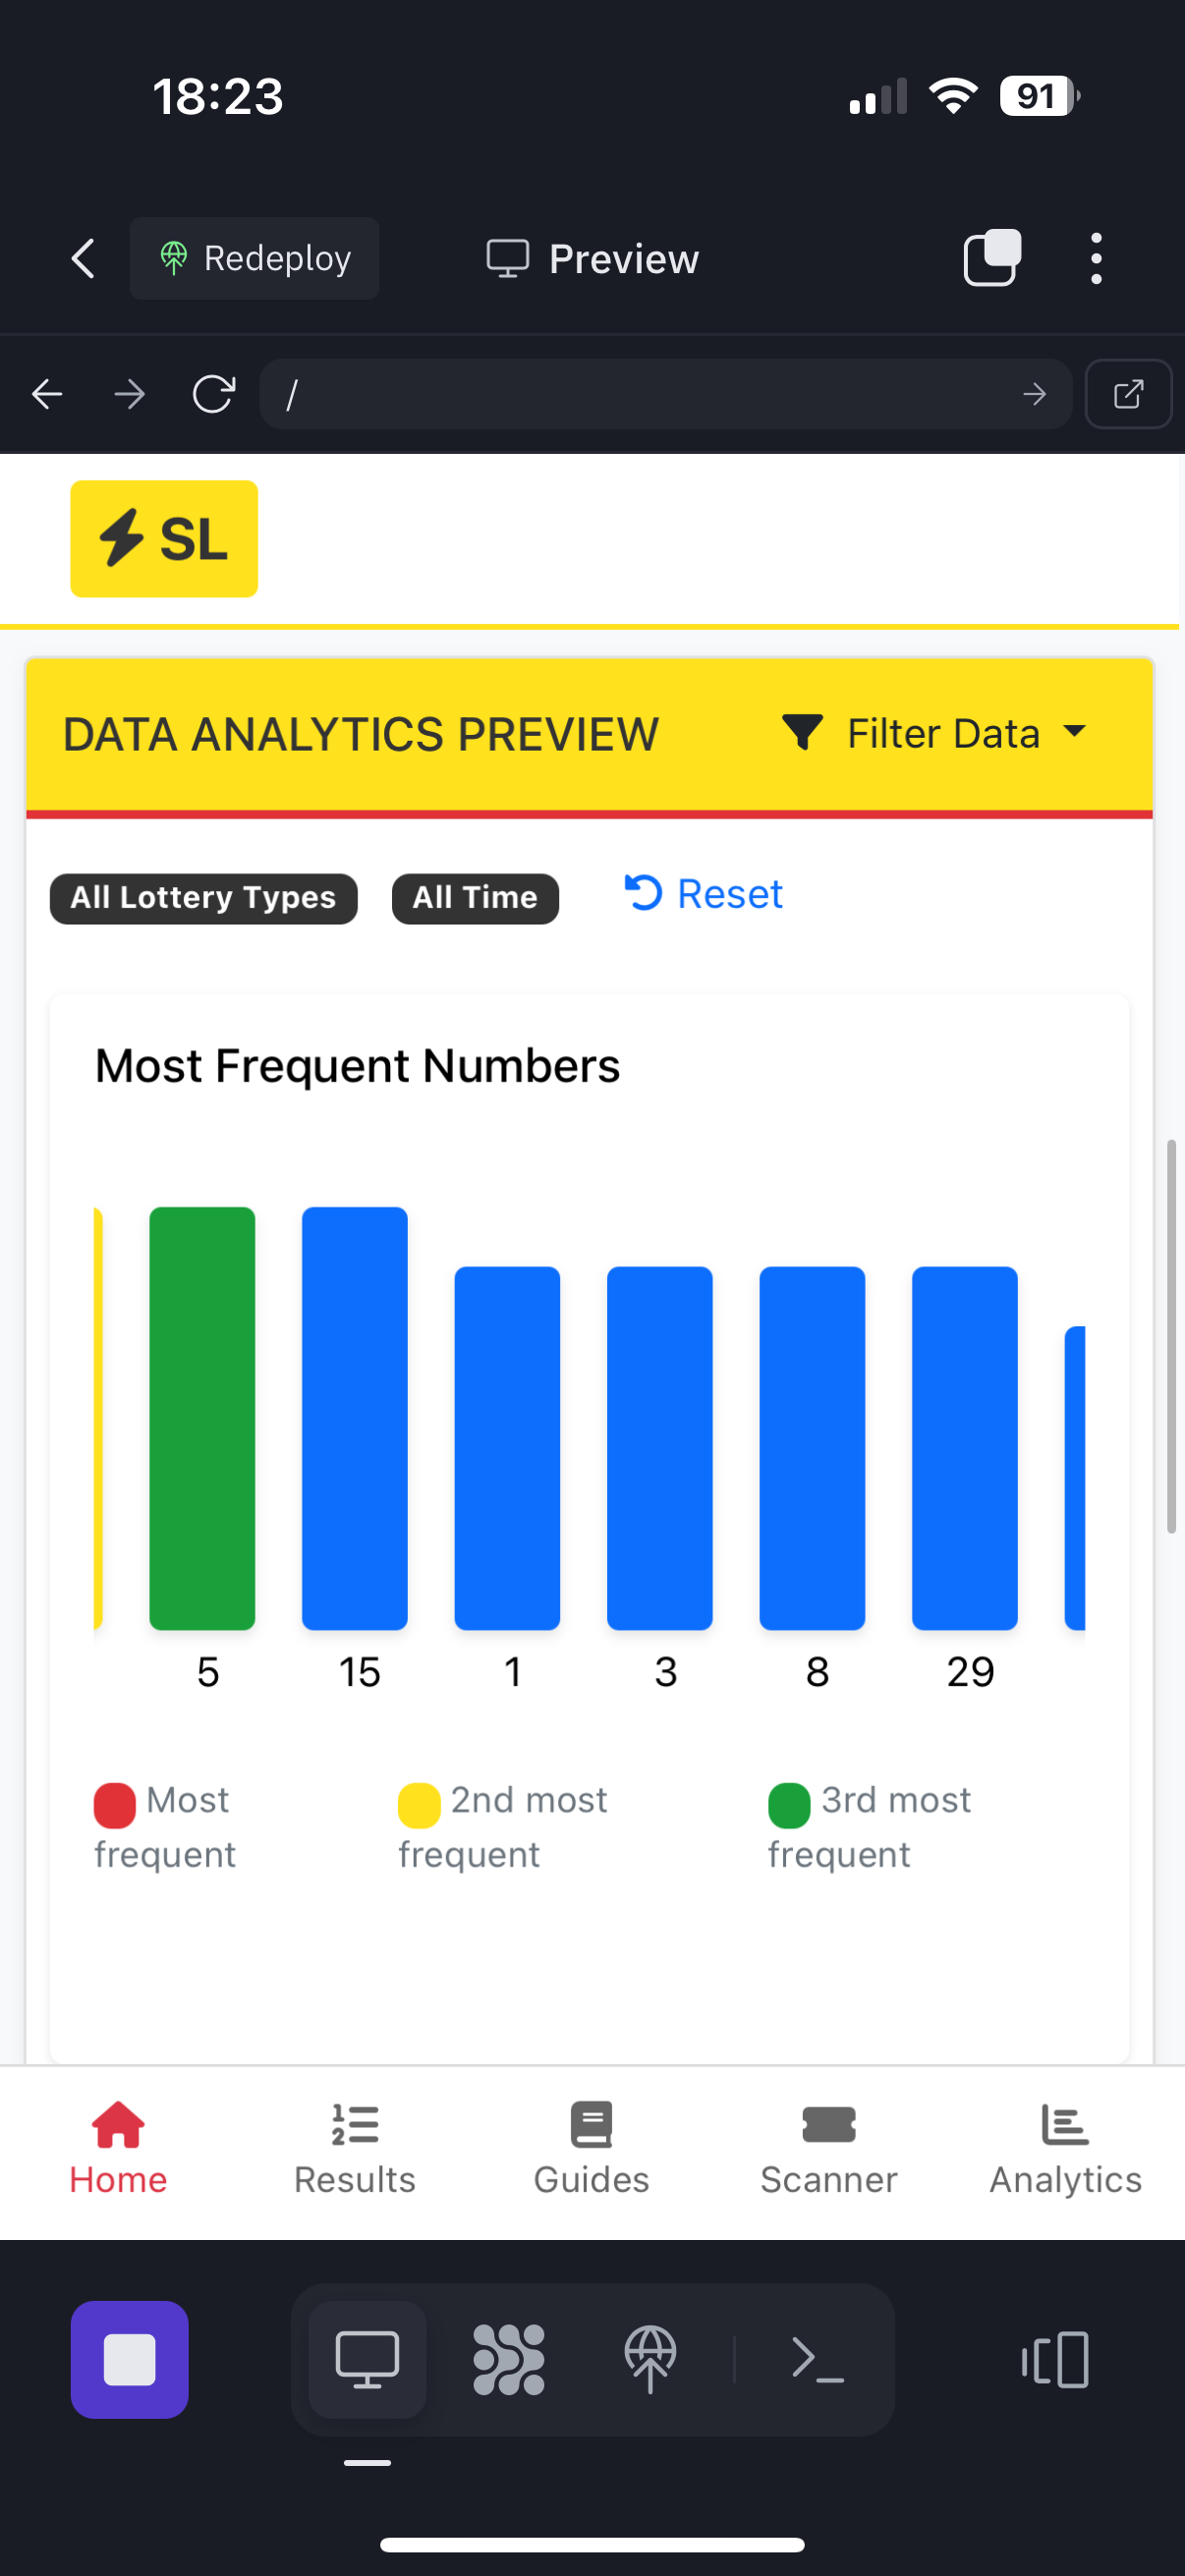 18:23
91
Redeploy
Preview
/
SL
DATA ANALYTICS PREVIEW
Filter Data
All Lottery Types
All Time
Reset
Most Frequent Numbers
5 15 1 3 8 29
Most frequent
2nd most frequent
3rd most frequent
Home
Results
Guides
Scanner
Analytics